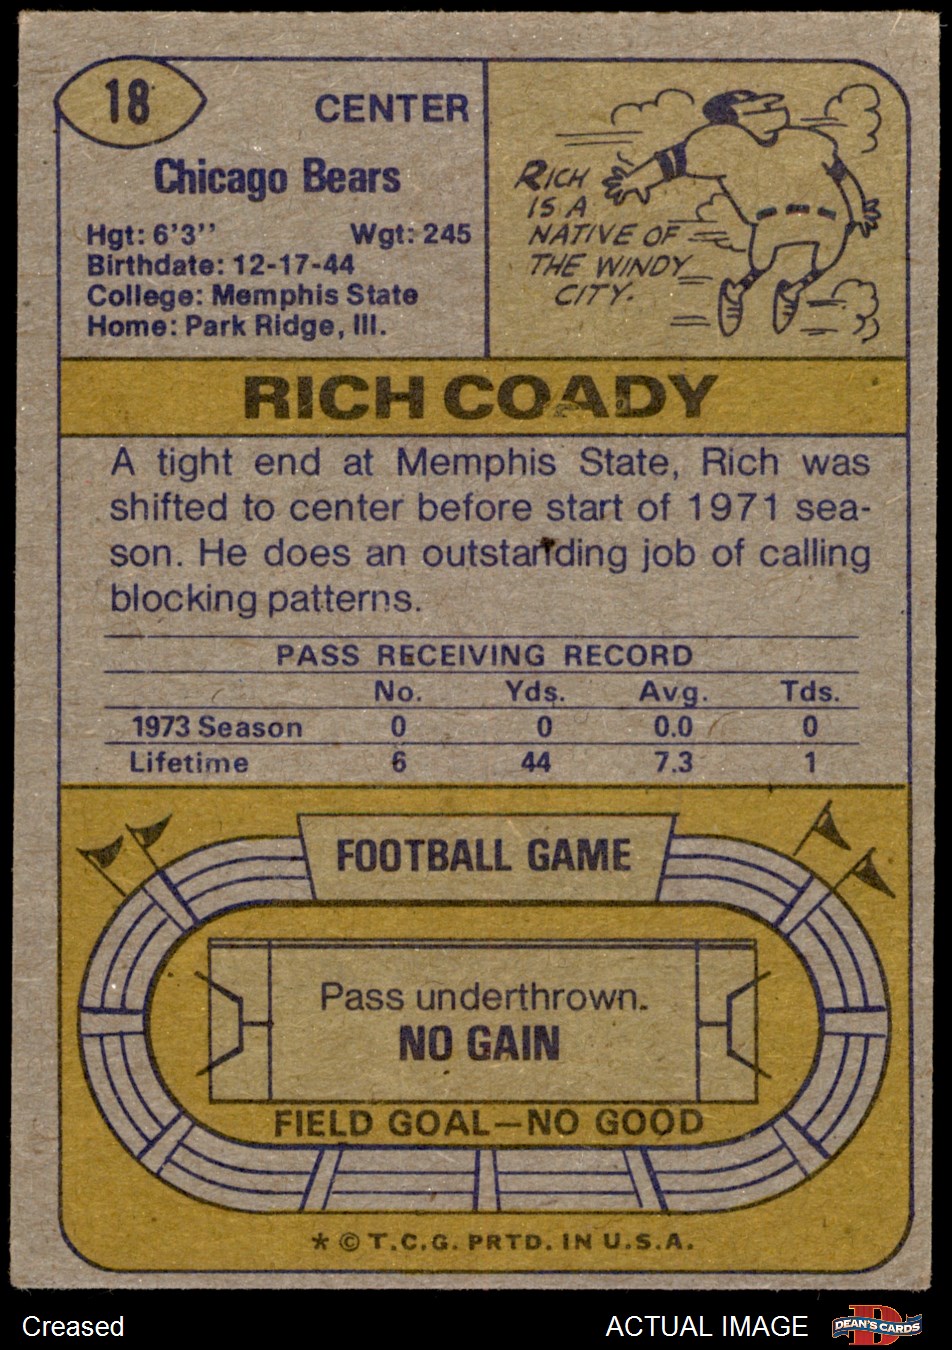 18
CENTER
Chicago Bears
Hgt: 6'3'' Wgt: 245
Birthdate: 12-17-44
College: Memphis State
Home: Park Ridge, Ill.
RICH
IS A
NATIVE OF
THE WINDY
CITY.
RICH COADY
A tight end at Memphis State, Rich was
shifted to center before start of 1971 sea-
son. He does an outstanding job of calling
blocking patterns.
PASS RECEIVING RECORD
No. Yds. Avg. Tds.
1973 Season 0 0 0.0 0
Lifetime 6 44 7.3 1
FOOTBALL GAME
Pass underthrown.
NO GAIN
FIELD GOAL—NO GOOD
* © T.C.G. PRTD. IN U.S.A.
Creased
ACTUAL IMAGE
DEAN'S CARDS